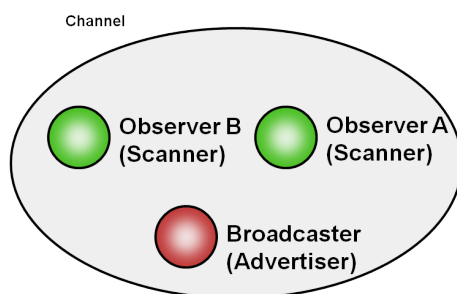 Channel
Observer B
(Scanner)
Observer A
(Scanner)
Broadcaster
(Advertiser)